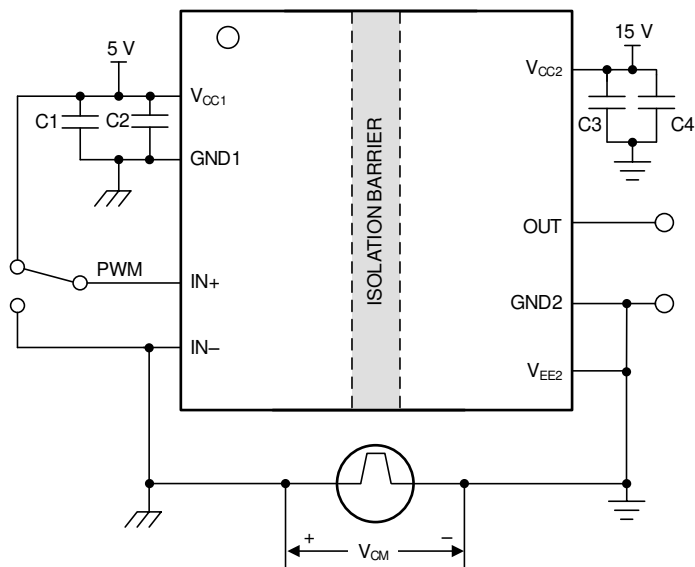 5 V
15 V
VCC1
VCC2
C1
C2
C3
C4
GND1
ISOLATION BARRIER
OUT
PWM
IN+
GND2
IN–
VEE2
+
VCM
–